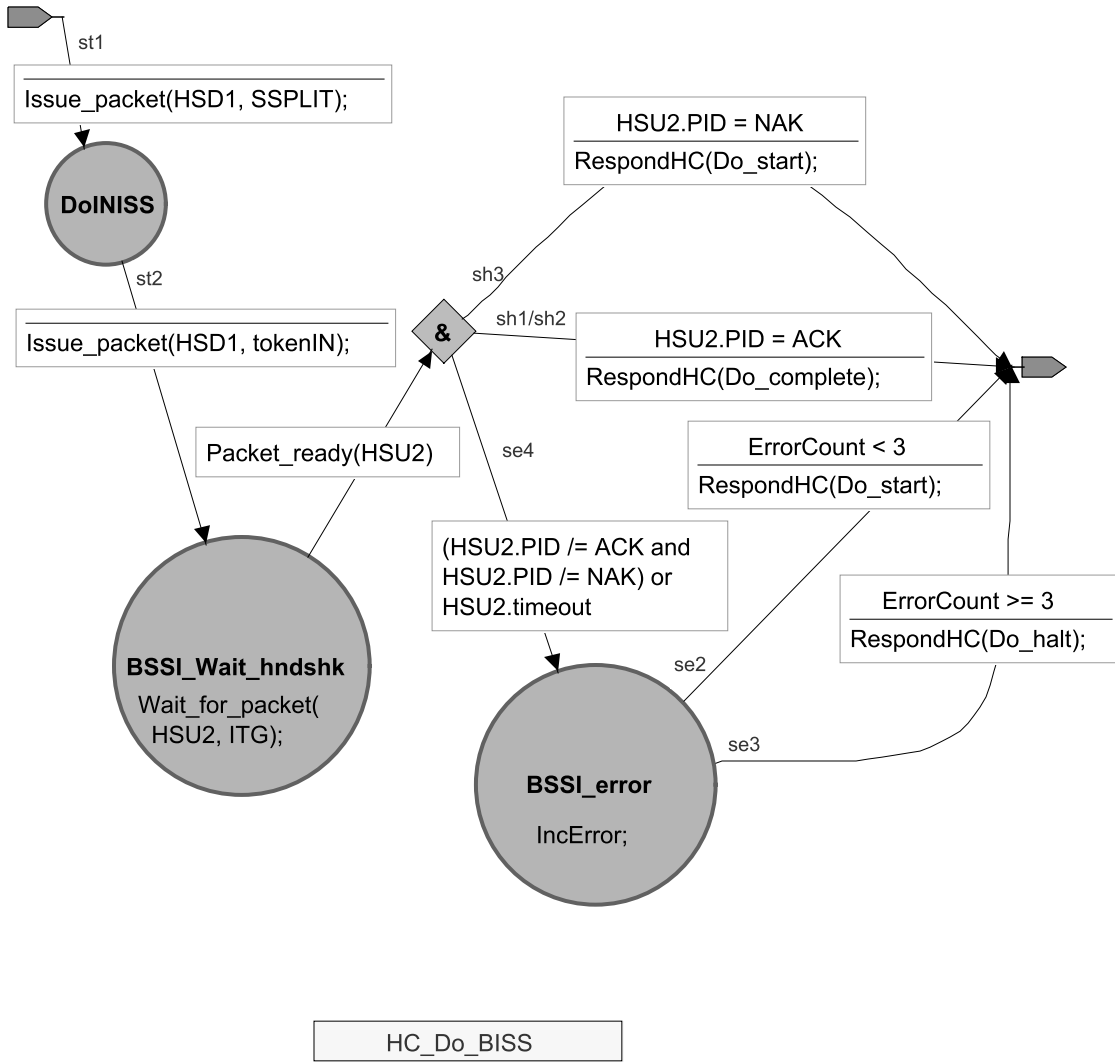 st1
Issue_packet(HSD1, SSPLIT);
DoINISS
st2
Issue_packet(HSD1, tokenIN);
HSU2.PID = NAK
RespondHC(Do_start);
sh3
&
sh1/sh2
HSU2.PID = ACK
RespondHC(Do_complete);
Packet_ready(HSU2)
se4
ErrorCount < 3
RespondHC(Do_start);
(HSU2.PID /= ACK and
HSU2.PID /= NAK) or
HSU2.timeout
ErrorCount >= 3
RespondHC(Do_halt);
BSSI_Wait_hndshk
Wait_for_packet(
HSU2, ITG);
se2
se3
BSSI_error
IncError;
HC_Do_BISS